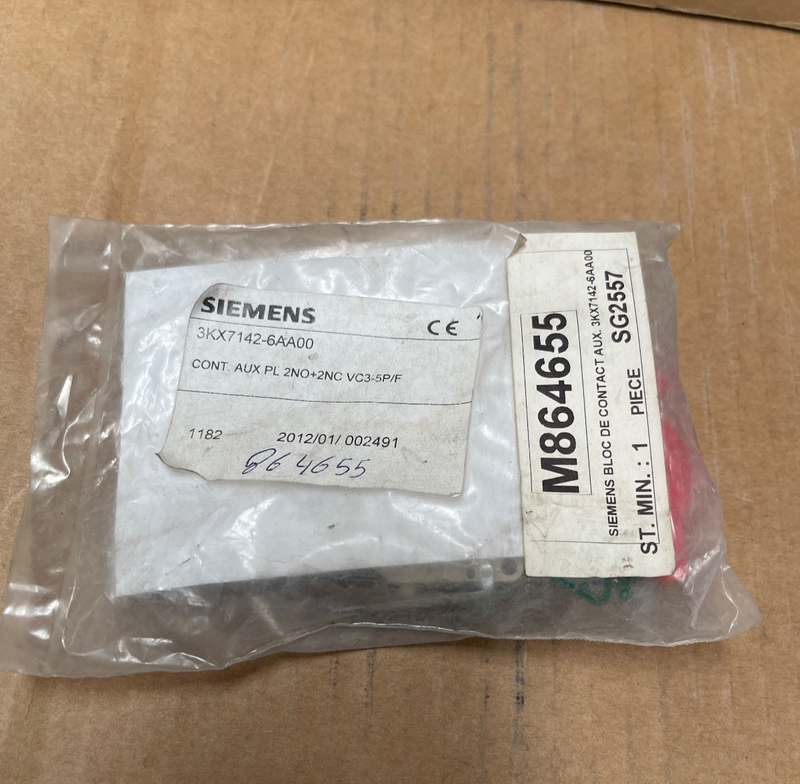 SIEMENS
CE
3KX7142-6AA00
CONT. AUX PL 2NO+2NC VC3-5P/F
1182 2012/01/ 002491
864655
M864655
SIEMENS BLOC DE CONTACT AUX. 3KX7142-6AA00
ST. MIN. : 1 PIECE SG2557